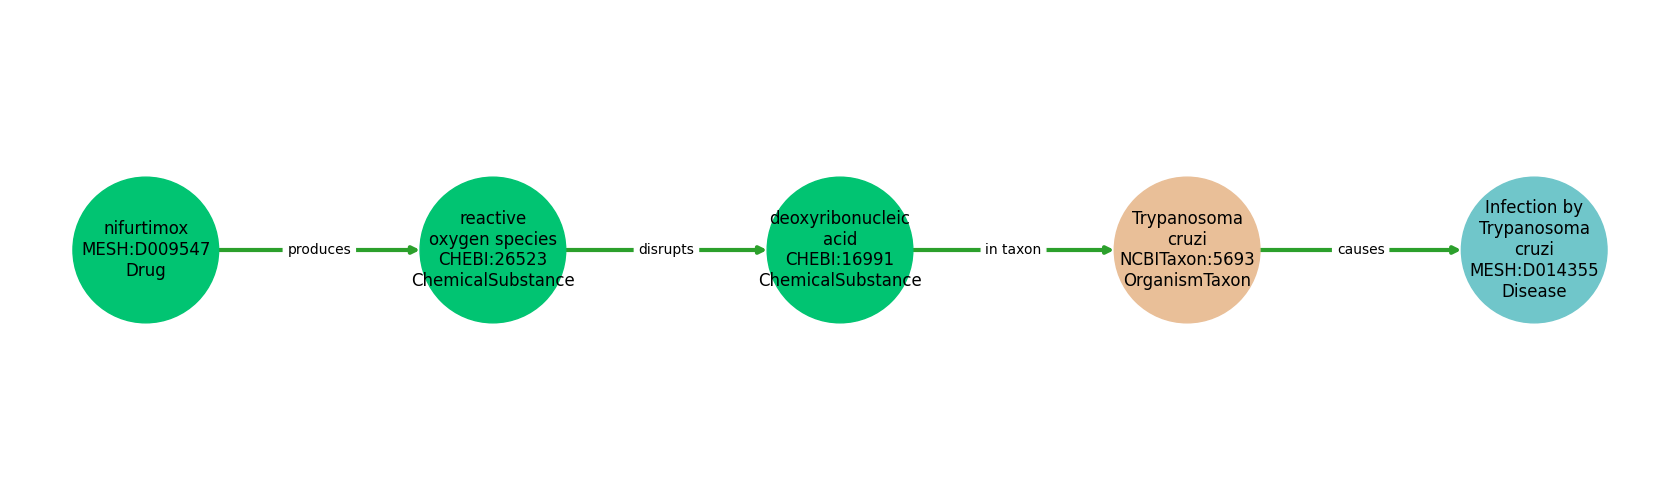 nifurtimox
MESH:D009547
Drug
produces
reactive
oxygen species
CHEBI:26523
ChemicalSubstance
disrupts
deoxyribonucleic
acid
CHEBI:16991
ChemicalSubstance
in taxon
Trypanosoma
cruzi
NCBITaxon:5693
OrganismTaxon
causes
Infection by
Trypanosoma
cruzi
MESH:D014355
Disease